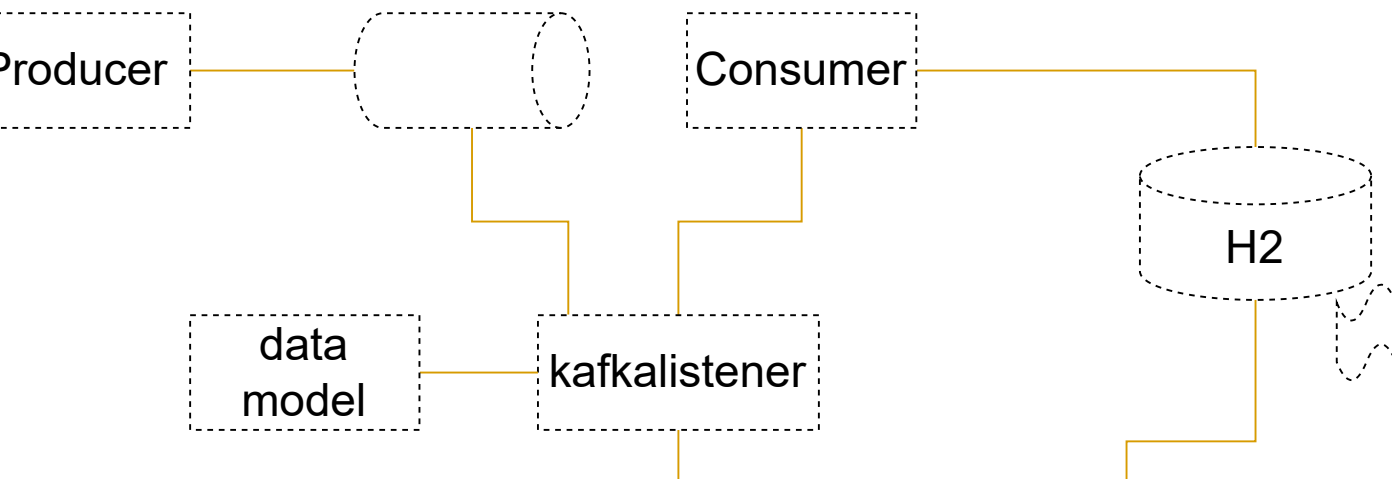 Producer
Consumer
H2
data
model
kafkalistener